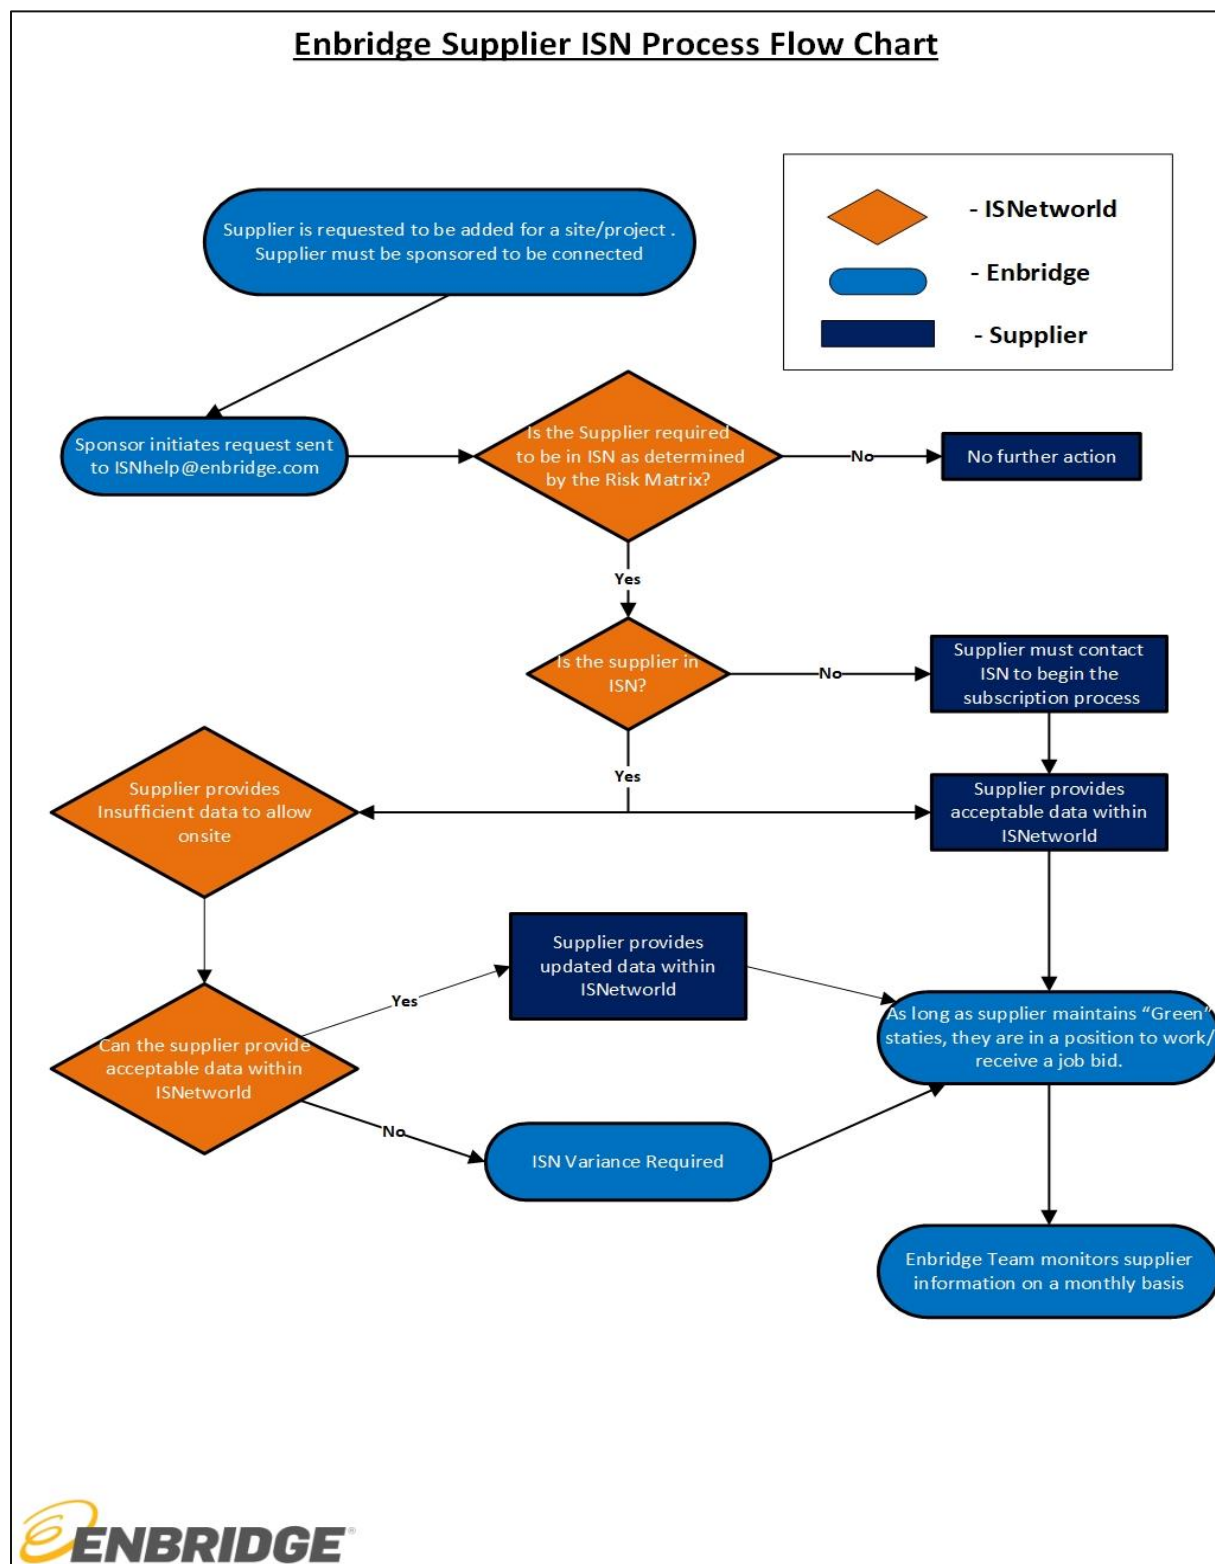 Enbridge Supplier ISN Process Flow Chart
- ISNetworld
- Enbridge
- Supplier
Supplier is requested to be added for a site/project .
Supplier must be sponsored to be connected
Sponsor initiates request sent
to ISNhelp@enbridge.com
Is the Supplier required
to be in ISN as determined
by the Risk Matrix?
No
No further action
Yes
Is the supplier in
ISN?
No
Supplier must contact
ISN to begin the
subscription process
Yes
Supplier provides
Insufficient data to allow
onsite
Supplier provides
acceptable data within
ISNetworld
Supplier provides
updated data within
ISNetworld
Yes
Can the supplier provide
acceptable data within
ISNetworld
As long as supplier maintains “Green”
staties, they are in a position to work/
receive a job bid.
No
ISN Variance Required
Enbridge Team monitors supplier
information on a monthly basis
ENBRIDGE®